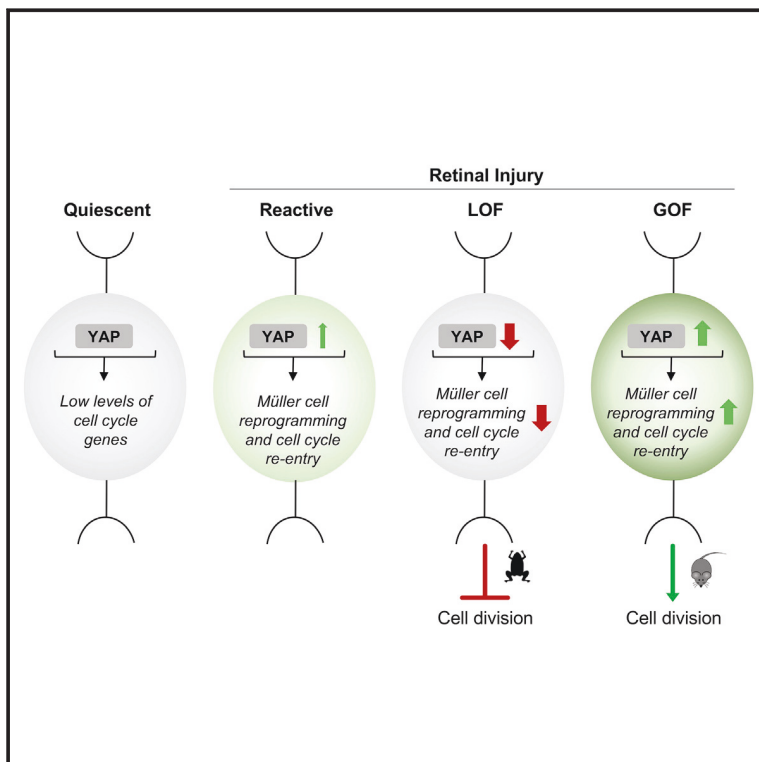 Retinal Injury
Quiescent
Reactive
LOF
GOF
YAP
Low levels of
cell cycle
genes
YAP
Müller cell
reprogramming
and cell cycle
re-entry
YAP
Müller cell
reprogramming
and cell cycle
re-entry
YAP
Müller cell
reprogramming
and cell cycle
re-entry
Cell division
Cell division